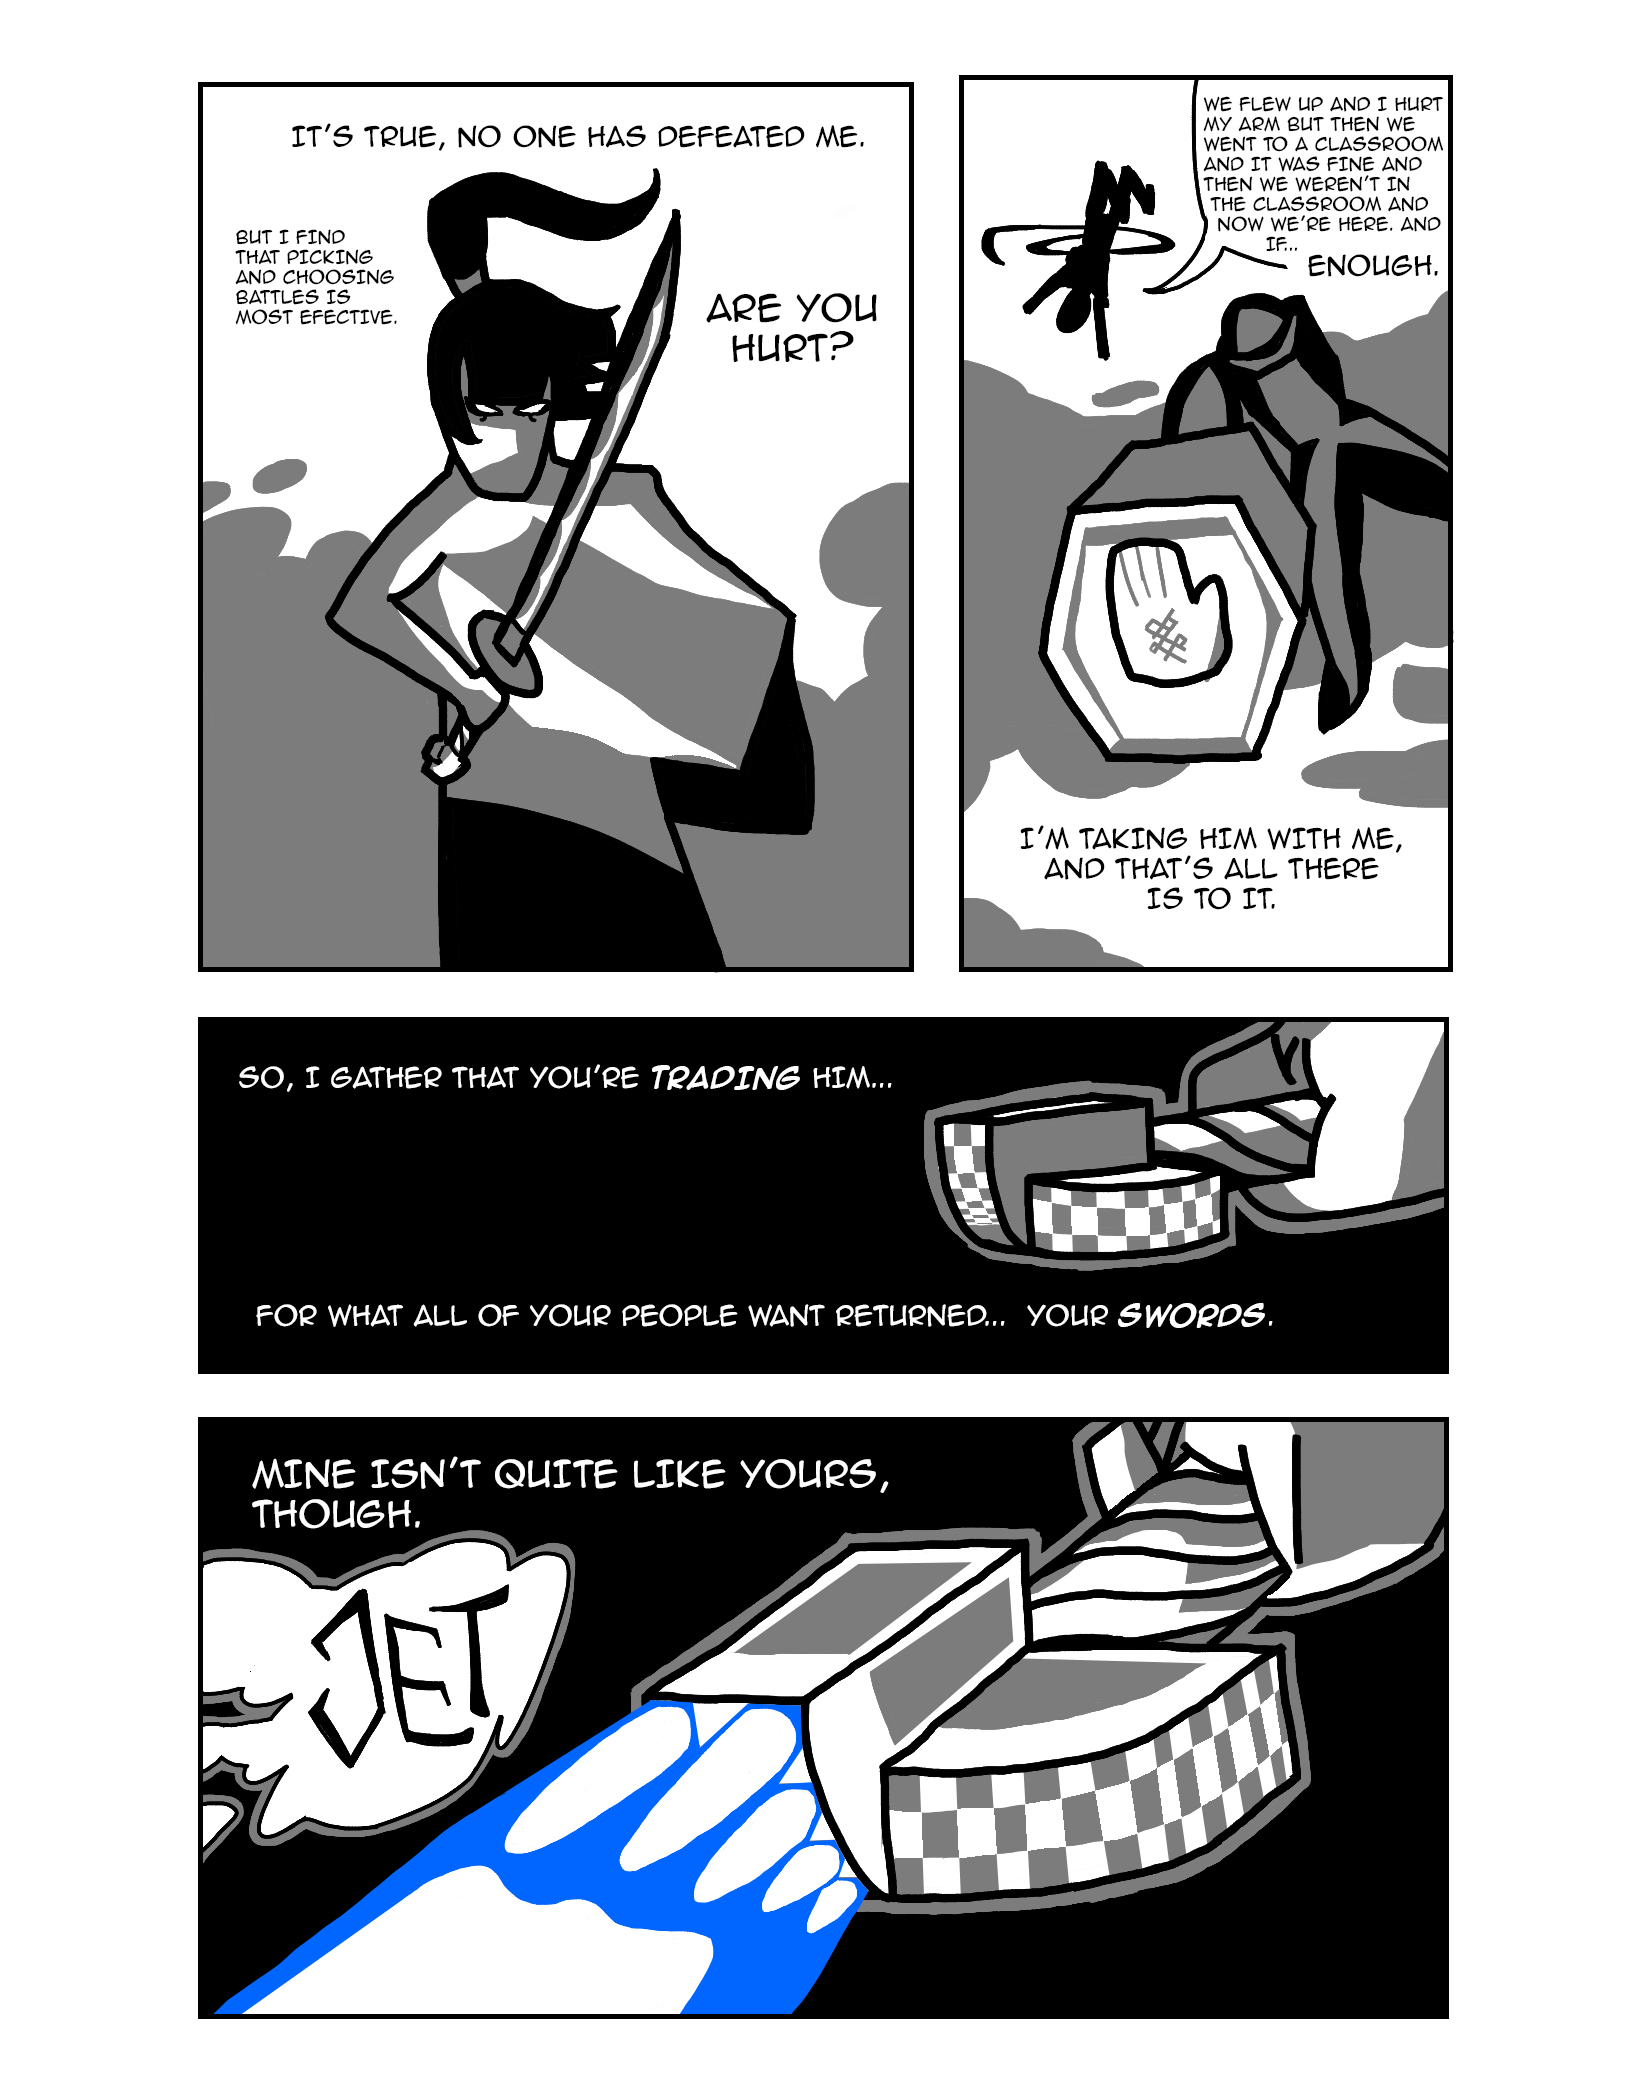 IT'S TRUE, NO ONE HAS DEFEATED ME.
BUT I FIND
THAT PICKING
AND CHOOSING
BATTLES IS
MOST EFECTIVE.
ARE YOU
HURT?
WE FLEW UP AND I HURT
MY ARM BUT THEN WE
WENT TO A CLASSROOM
AND IT WAS FINE AND
THEN WE WEREN'T IN
THE CLASSROOM AND
NOW WE'RE HERE. AND
IF...
ENOUGH.
I'M TAKING HIM WITH ME,
AND THAT'S ALL THERE
IS TO IT.
SO, I GATHER THAT YOU'RE TRADING HIM...
FOR WHAT ALL OF YOUR PEOPLE WANT RETURNED... YOUR SWORDS.
MINE ISN'T QUITE LIKE YOURS,
THOUGH.
JET